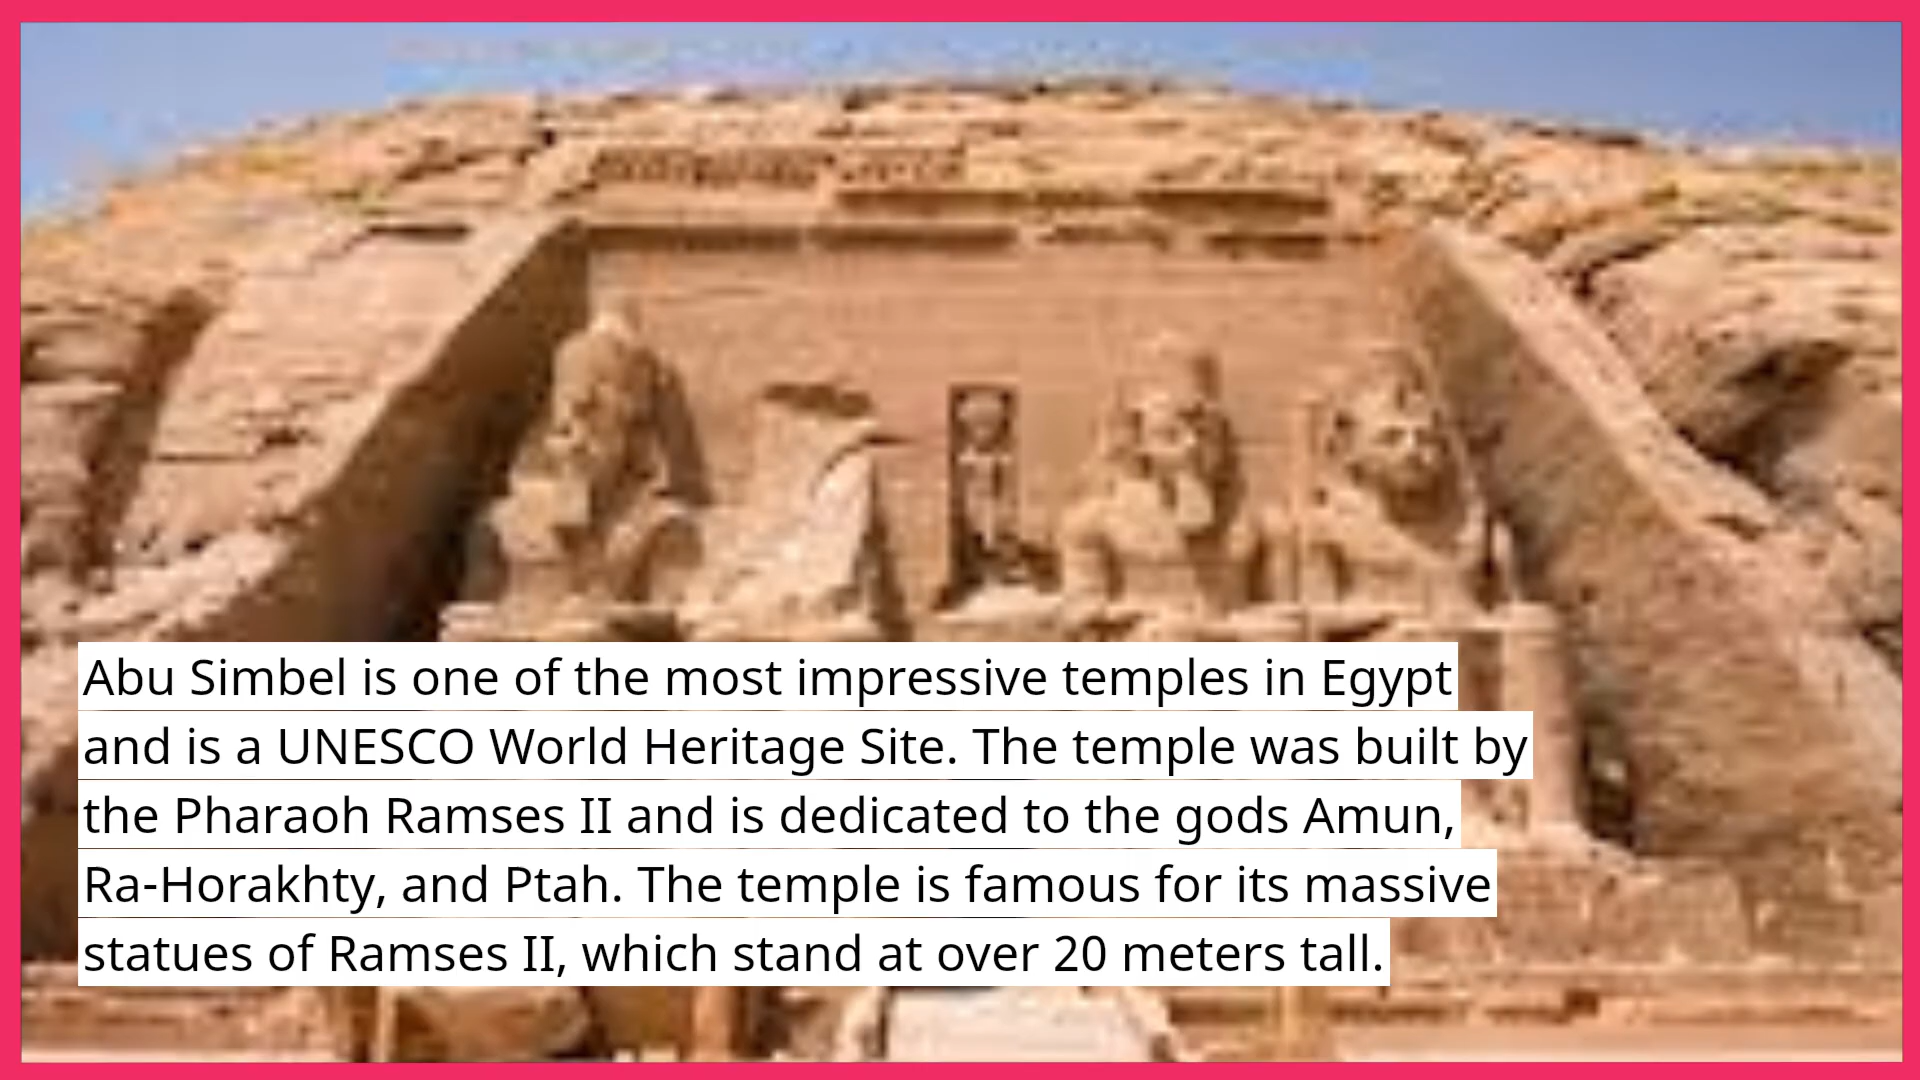 Abu Simbel is one of the most impressive temples in Egypt
and is a UNESCO World Heritage Site. The temple was built by
the Pharaoh Ramses II and is dedicated to the gods Amun,
Ra-Horakhty, and Ptah. The temple is famous for its massive
statues of Ramses II, which stand at over 20 meters tall.